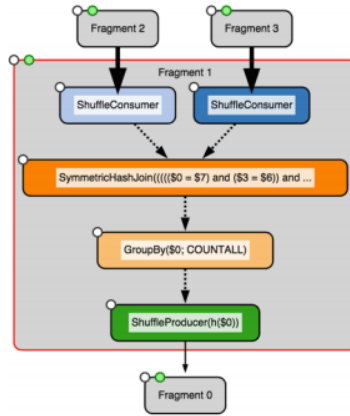 Fragment 2
Fragment 3
Fragment 1
ShuffleConsumer
ShuffleConsumer
SymmetricHashJoin((((($0 = $7) and ($3 = $6)) and ...
GroupBy($0; COUNTALL)
ShuffleProducer(h($0))
Fragment 0